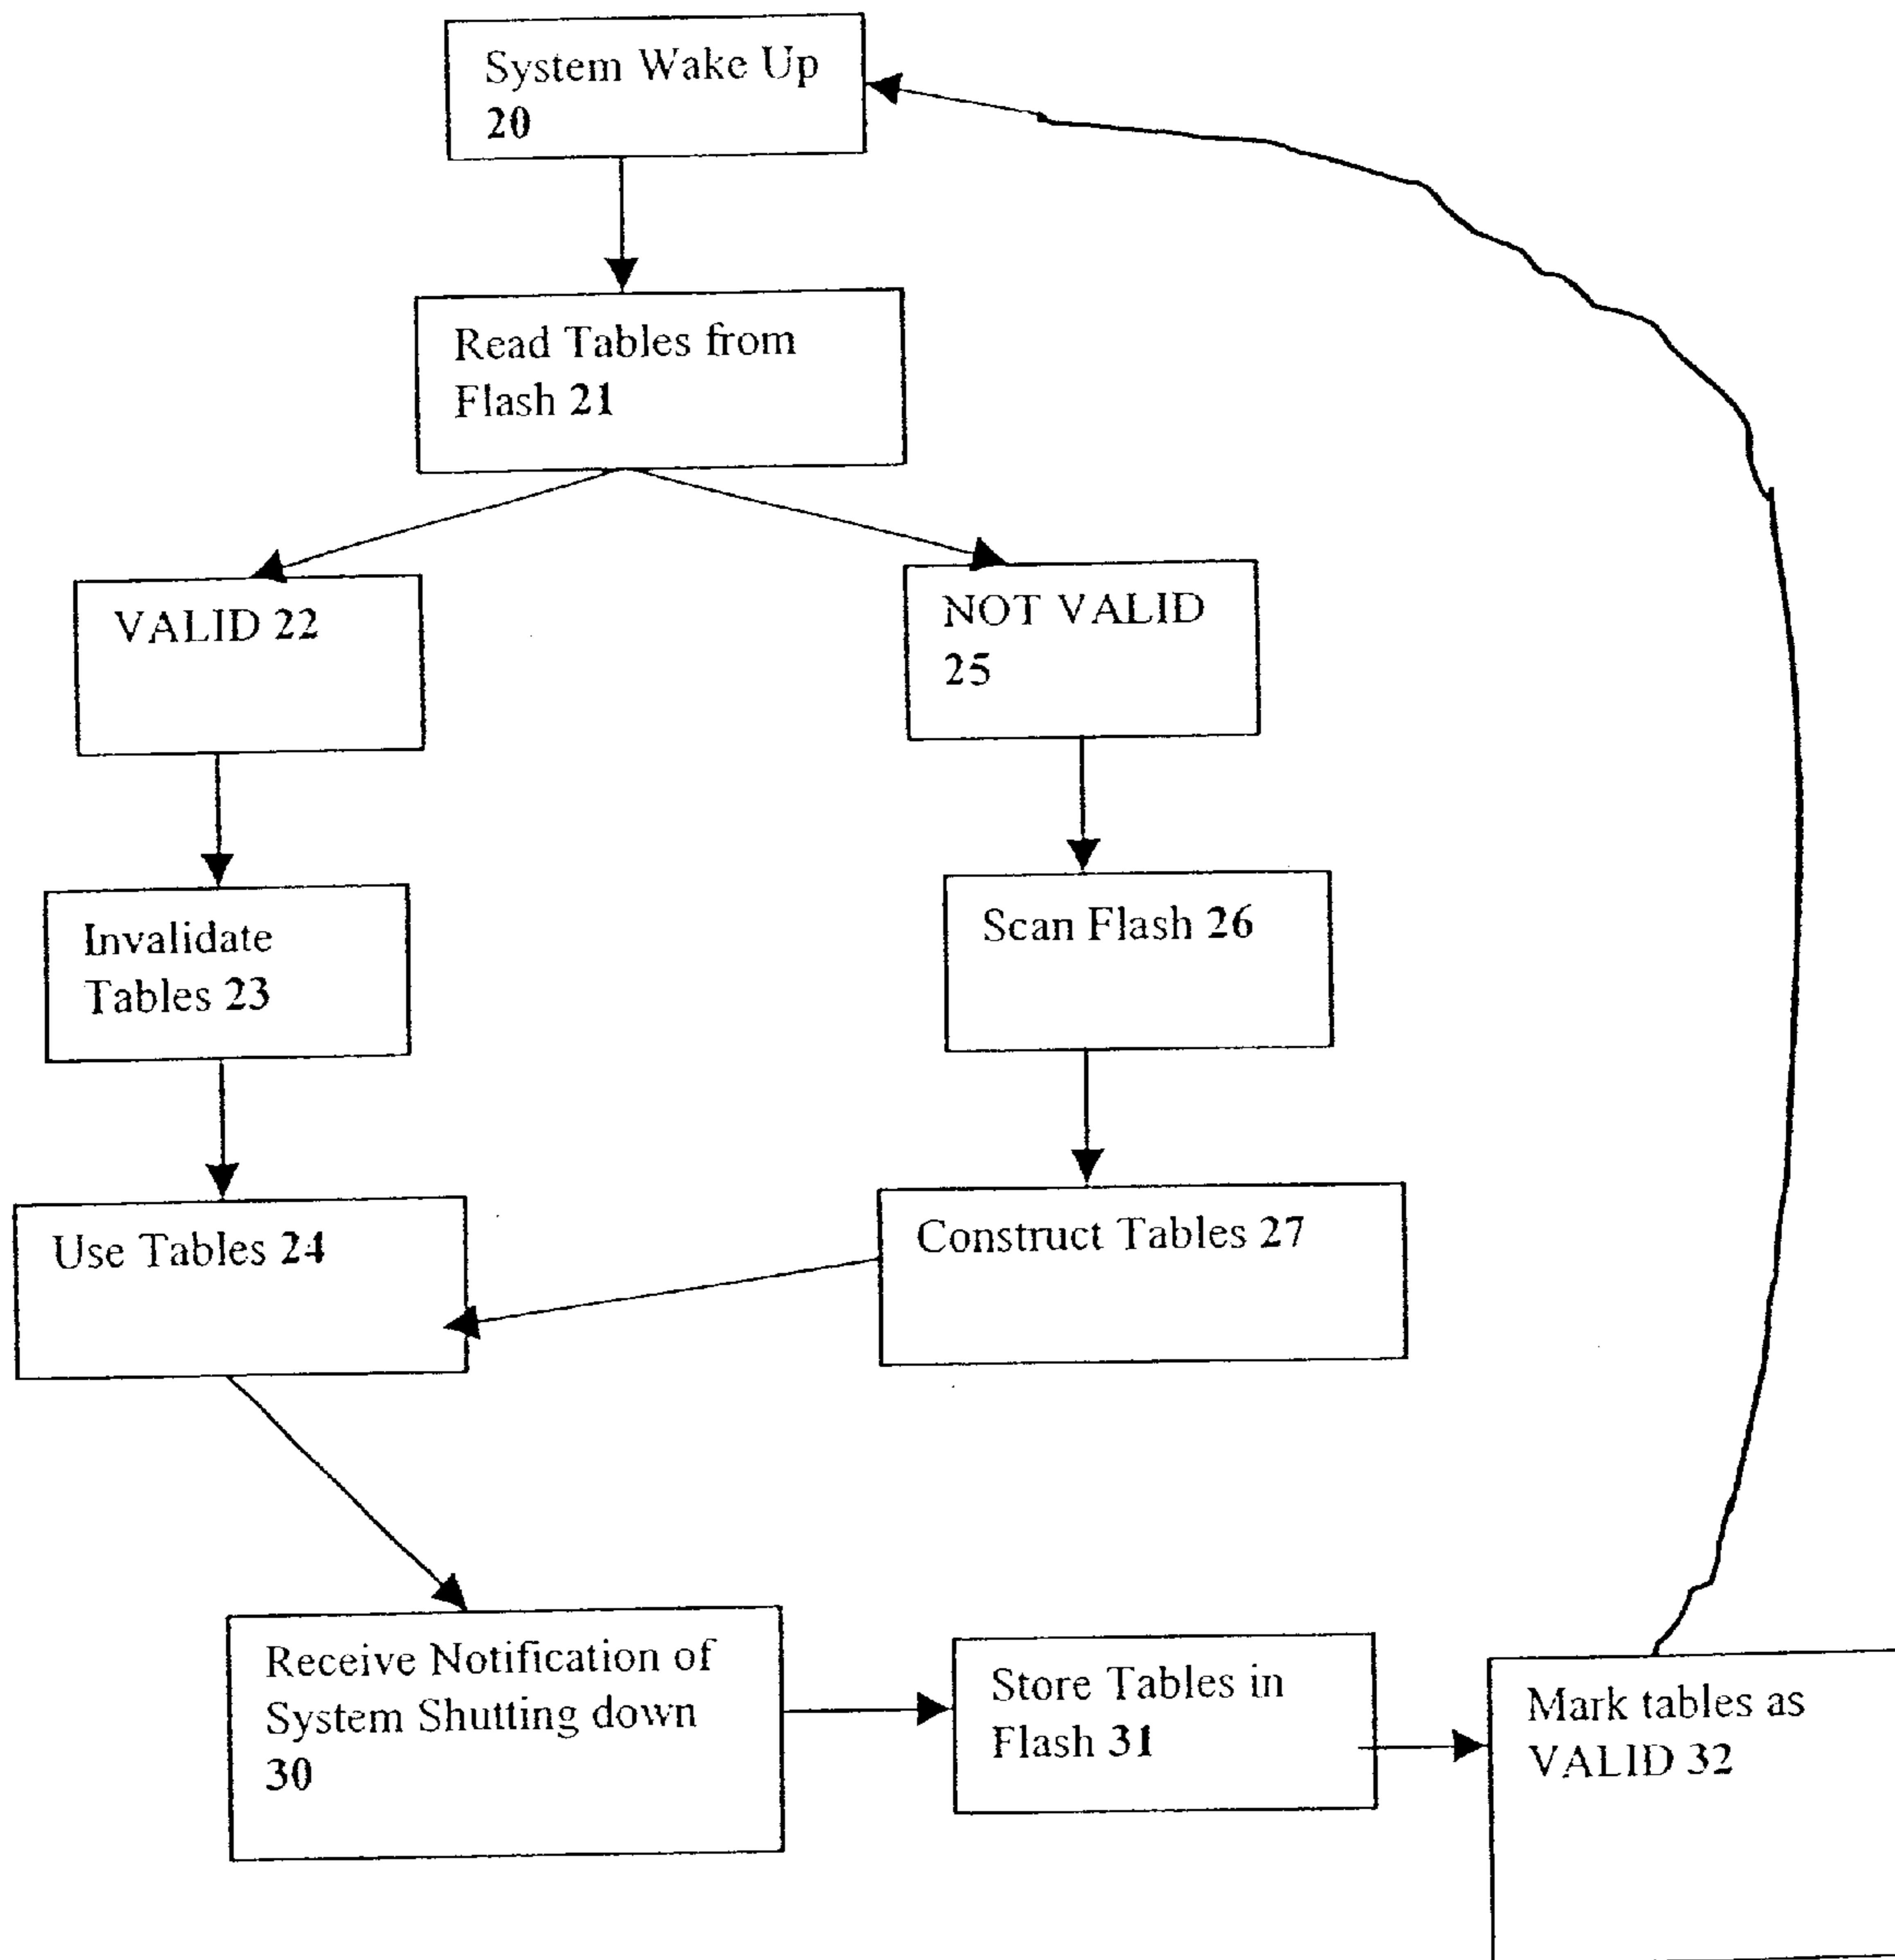 System Wake Up
20
Read Tables from
Flash 21
VALID 22
NOT VALID
25
Invalidate
Tables 23
Scan Flash 26
Use Tables 24
Construct Tables 27
Receive Notification of
System Shutting down
30
Store Tables in
Flash 31
Mark tables as
VALID 32